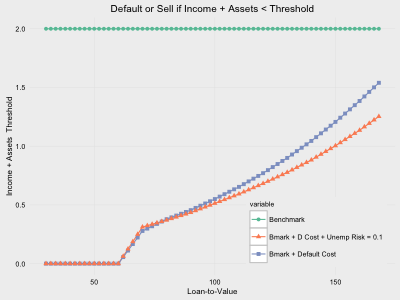 Default or Sell if Income + Assets < Threshold
2.0
1.5
1.0
0.5
0.0
Income + Assets Threshold
50
100
150
Loan-to-Value
variable
Benchmark
Bmark + D Cost + Unemp Risk = 0.1
Bmark + Default Cost